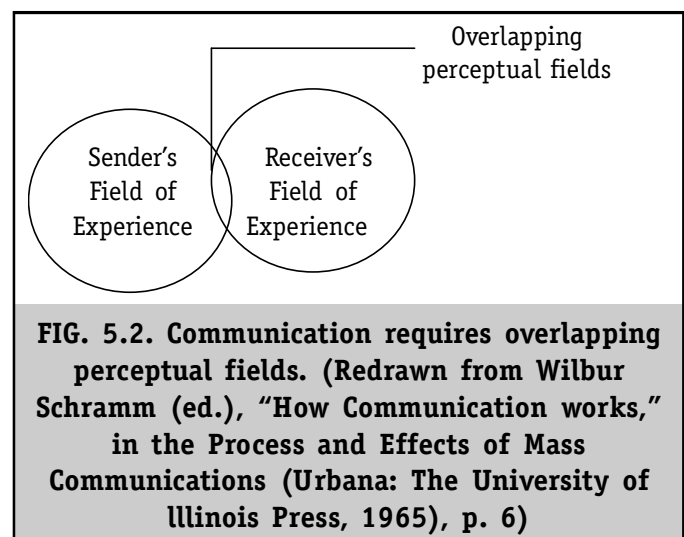 Overlapping
perceptual fields
Sender's
Field of
Experience
Receiver's
Field of
Experience
FIG. 5.2. Communication requires overlapping
perceptual fields. (Redrawn from Wilbur
Schramm (ed.), “How Communication works,”
in the Process and Effects of Mass
Communications (Urbana: The University of
lllinois Press, 1965), p. 6)